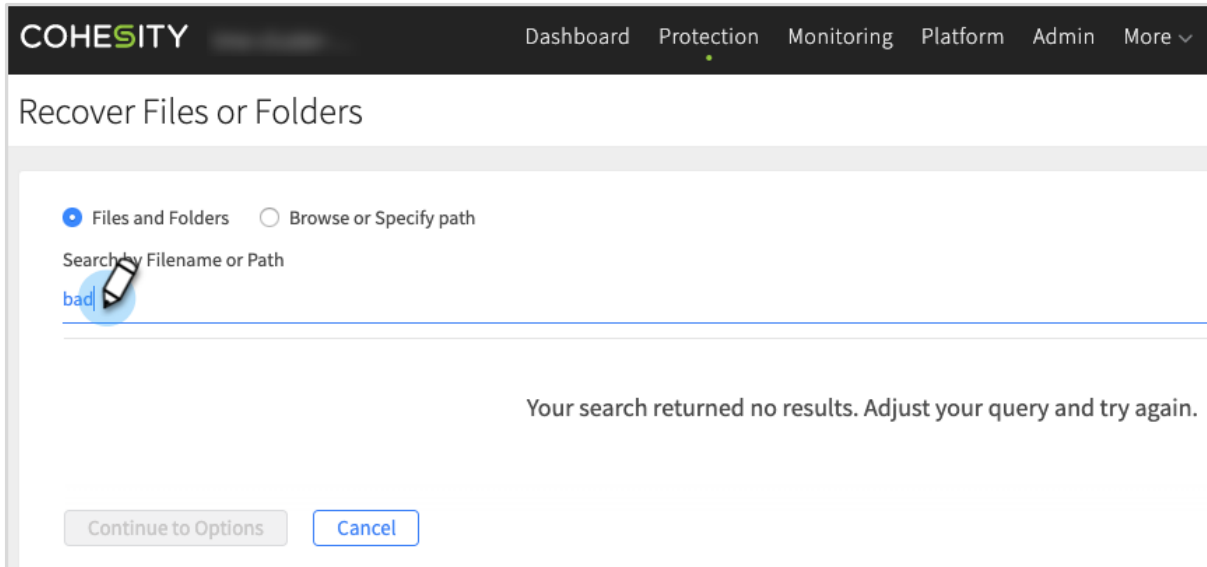 COHESITY Dashboard Protection Monitoring Platform Admin More
Recover Files or Folders
Files and Folders Browse or Specify path
Search by Filename or Path
bad
Your search returned no results. Adjust your query and try again.
Continue to Options Cancel